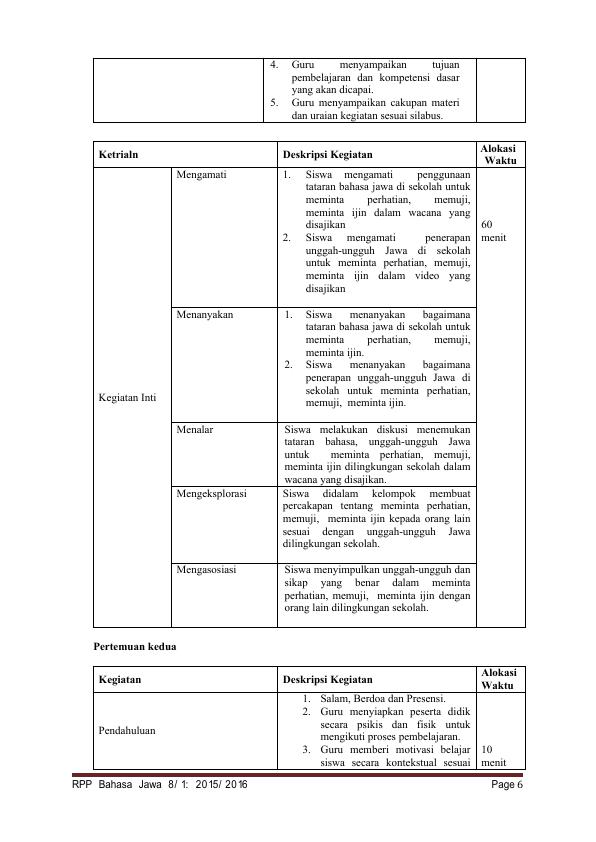 4. Guru menyampaikan tujuan
pembelajaran dan kompetensi dasar
yang akan dicapai.
5. Guru menyampaikan cakupan materi
dan uraian kegiatan sesuai silabus.
Ketrialn
Deskripsi Kegiatan
Alokasi
Waktu
Kegiatan Inti
Mengamati
1. Siswa mengamati penggunaan
tataran bahasa jawa di sekolah untuk
meminta perhatian, memuji,
meminta ijin dalam wacana yang
disajikan
2. Siswa mengamati penerapan
unggah-ungguh Jawa di sekolah
untuk meminta perhatian, memuji,
meminta ijin dalam video yang
disajikan
60
menit
Menanyakan
1. Siswa menanyakan bagaimana
tataran bahasa jawa di sekolah untuk
meminta perhatian, memuji,
meminta ijin.
2. Siswa menanyakan bagaimana
penerapan unggah-ungguh Jawa di
sekolah untuk meminta perhatian,
memuji, meminta ijin.
Menalar
Siswa melakukan diskusi menemukan
tataran bahasa, unggah-ungguh Jawa
untuk meminta perhatian, memuji,
meminta ijin dilingkungan sekolah dalam
wacana yang disajikan.
Mengeksplorasi
Siswa didalam kelompok membuat
percakapan tentang meminta perhatian,
memuji, meminta ijin kepada orang lain
sesuai dengan unggah-ungguh Jawa
dilingkungan sekolah.
Mengasosiasi
Siswa menyimpulkan unggah-ungguh dan
sikap yang benar dalam meminta
perhatian, memuji, meminta ijin dengan
orang lain dilingkungan sekolah.
Pertemuan kedua
Kegiatan
Deskripsi Kegiatan
Alokasi
Waktu
Pendahuluan
1. Salam, Berdoa dan Presensi.
2. Guru menyiapkan peserta didik
secara psikis dan fisik untuk
mengikuti proses pembelajaran.
3. Guru memberi motivasi belajar
siswa secara kontekstual sesuai
10
menit
RPP Bahasa Jawa 8/ 1: 2015/ 2016
Page 6